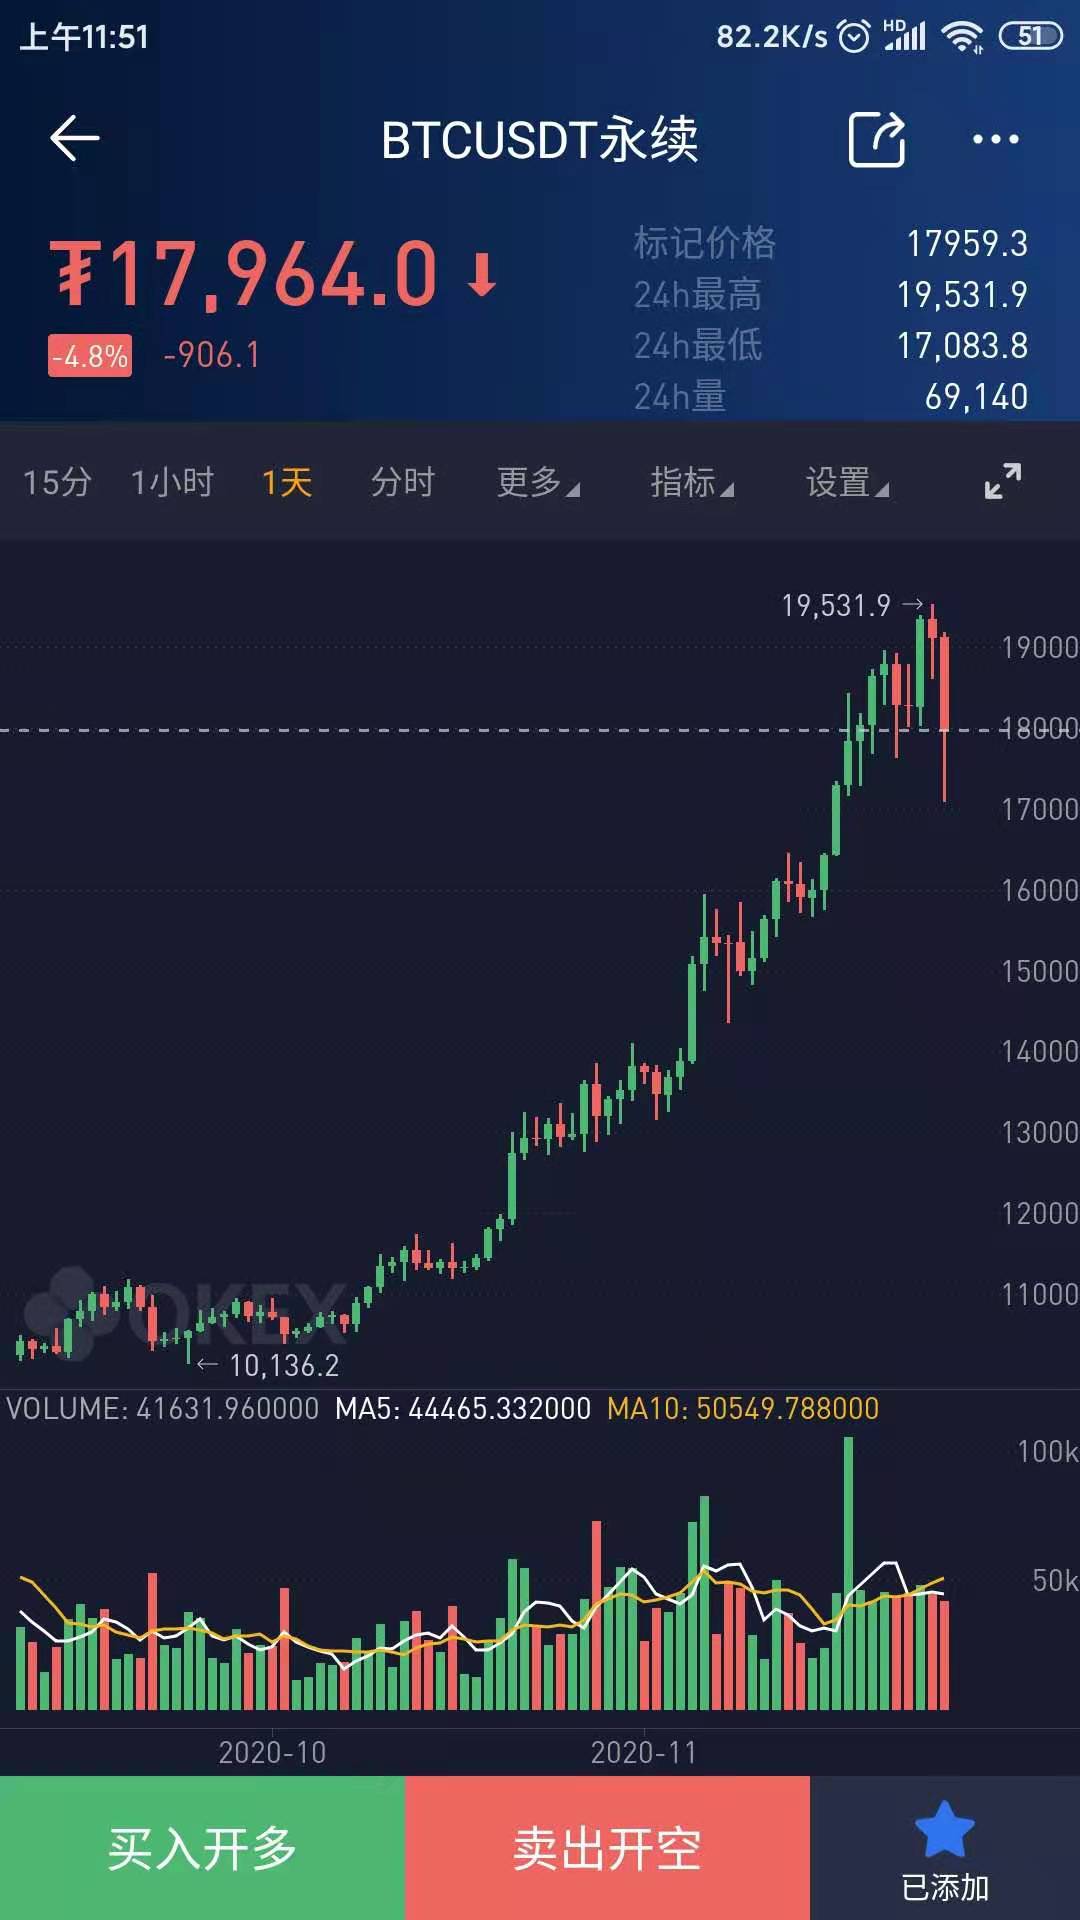 上午11:51 82.2K/s HD 51
BTCUSDT永续
₮17,964.0
-4.8% -906.1
标记价格 17959.3
24h最高 19,531.9
24h最低 17,083.8
24h量 69,140
15分 1小时 1天 分时 更多 指标 设置
19,531.9
19000
18000
17000
16000
15000
14000
13000
12000
11000
OKEX
10,136.2
VOLUME: 41631.960000 MA5: 44465.332000 MA10: 50549.788000
100k
50k
2020-10 2020-11
买入开多 卖出开空 已添加